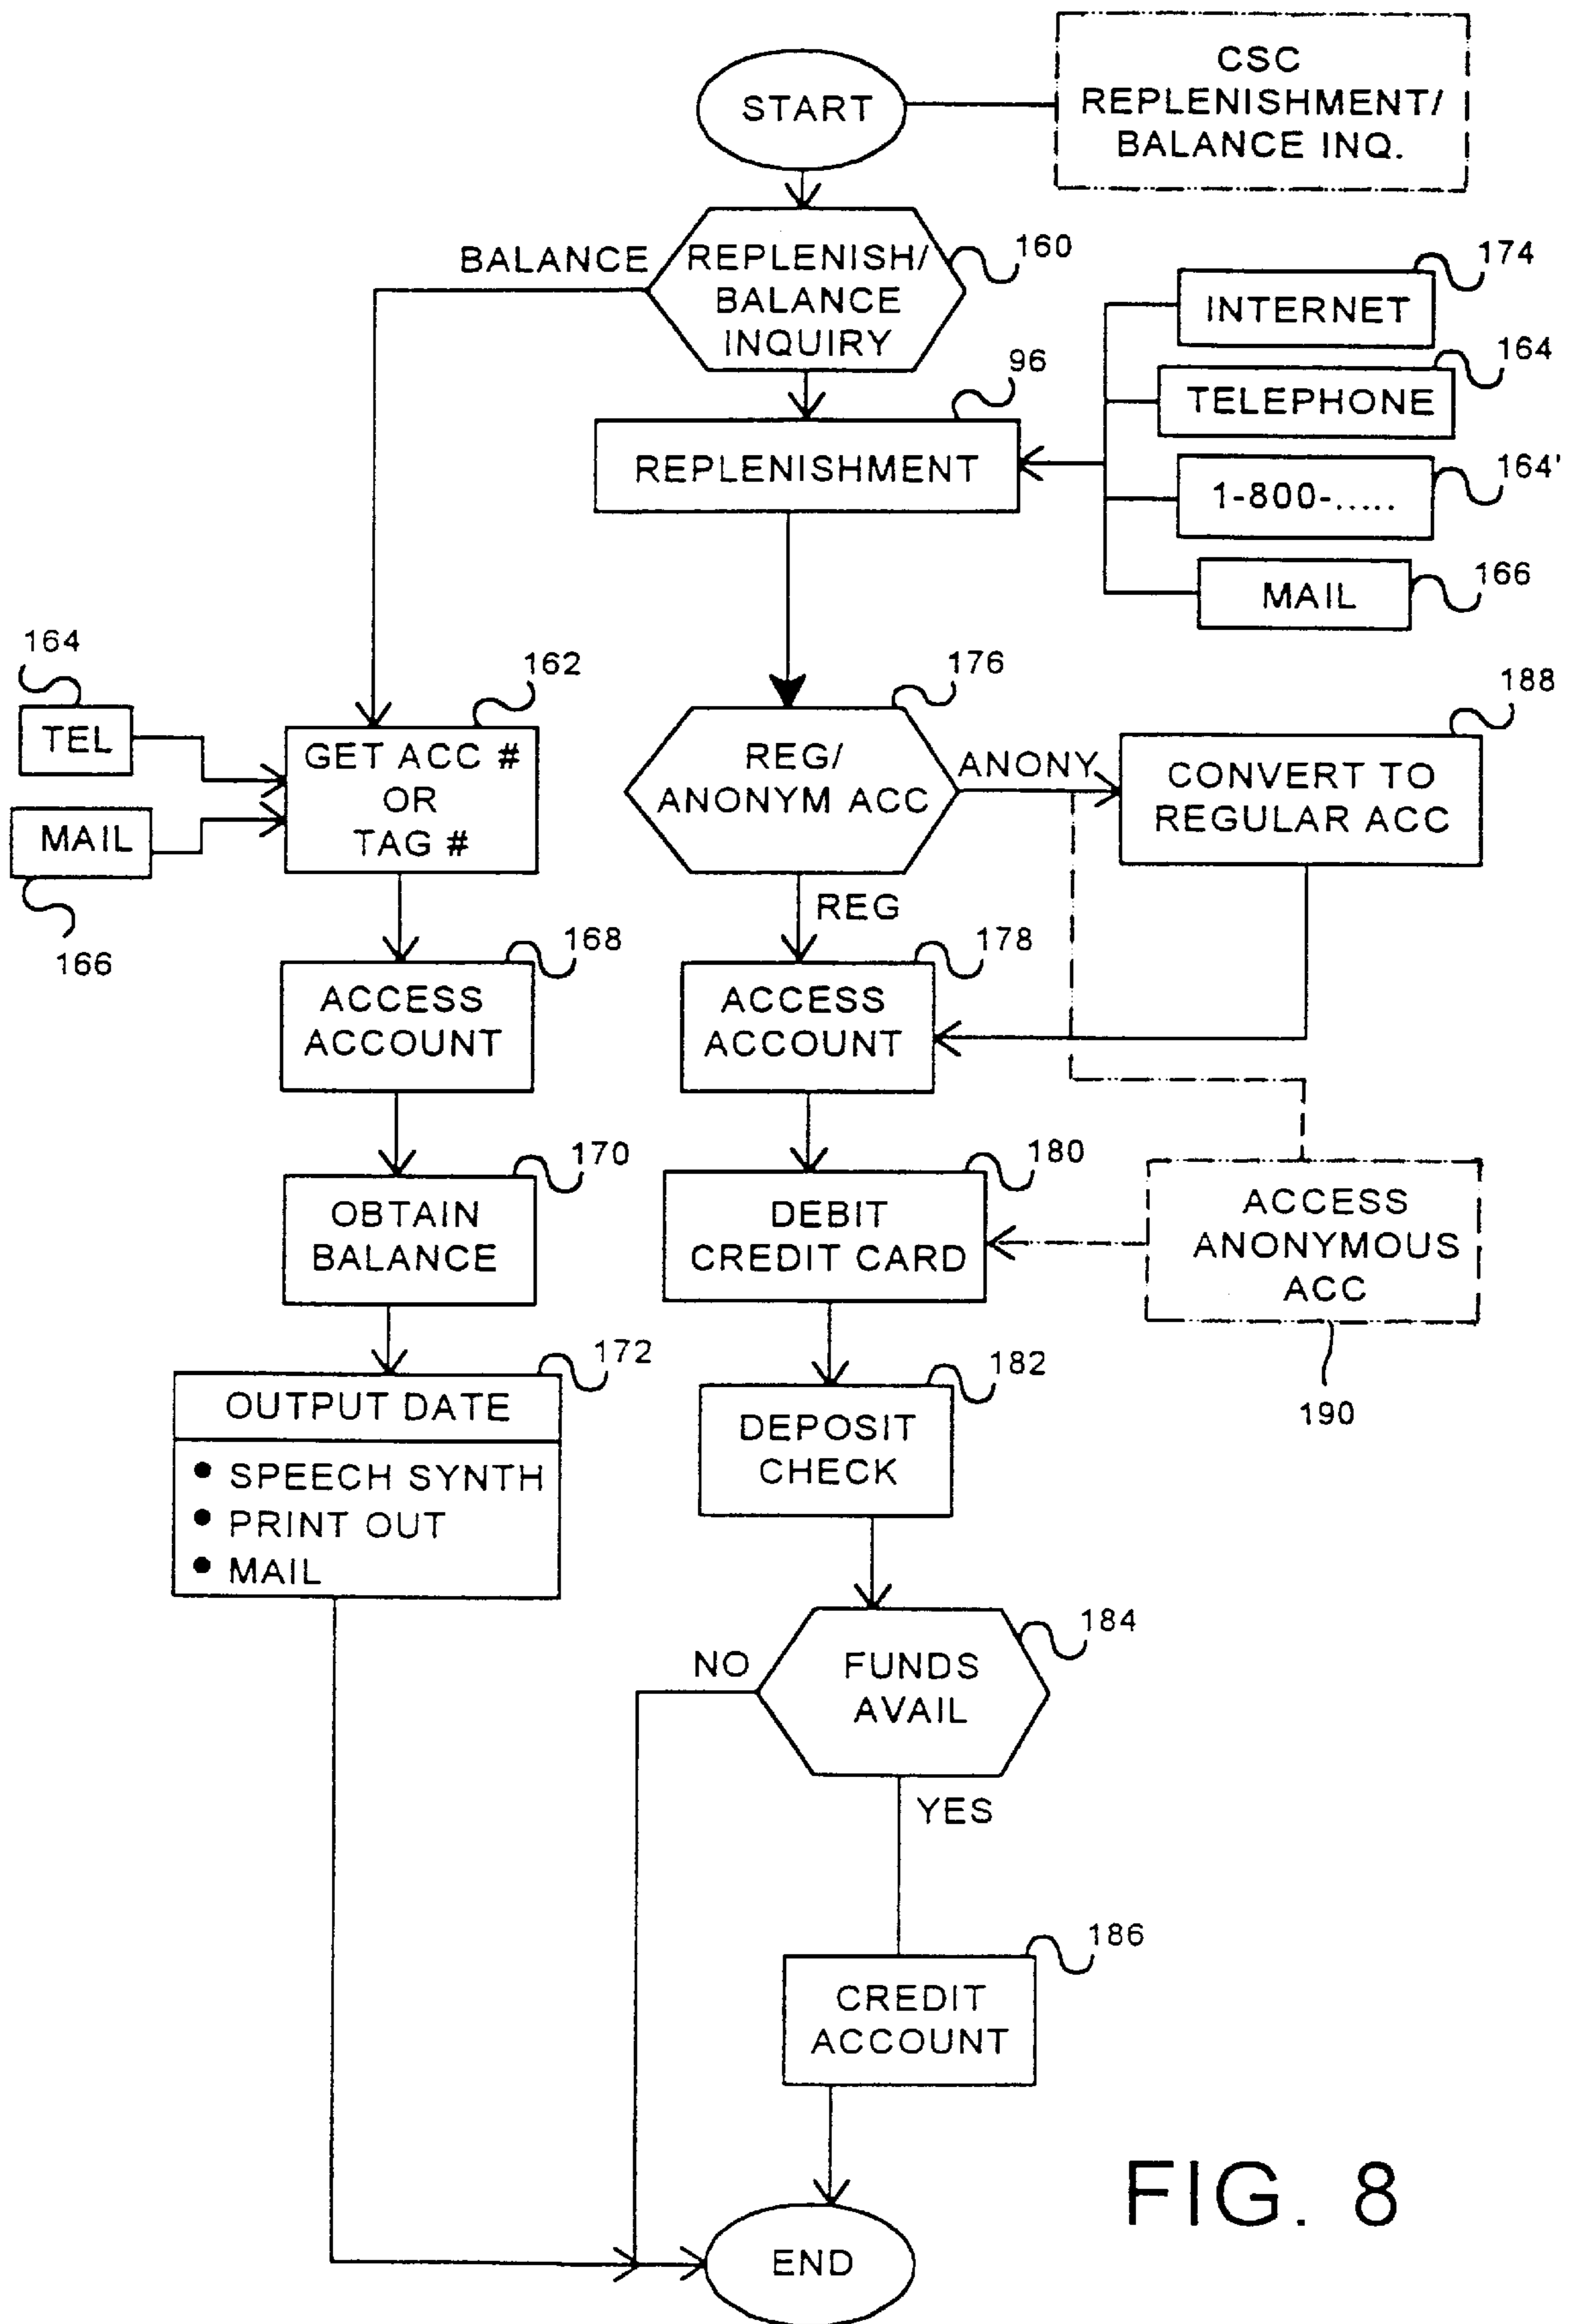 START
CSC
REPLENISHMENT/
BALANCE INQ.
BALANCE
REPLENISH/
BALANCE
INQUIRY
160
174
INTERNET
96
REPLENISHMENT
164
TELEPHONE
164'
1-800-.....
166
MAIL
164
TEL
MAIL
166
162
GET ACC #
OR
TAG #
176
REG/
ANONYM ACC
ANONY
188
CONVERT TO
REGULAR ACC
REG
168
ACCESS
ACCOUNT
178
ACCESS
ACCOUNT
170
OBTAIN
BALANCE
180
DEBIT
CREDIT CARD
ACCESS
ANONYMOUS
ACC
190
172
OUTPUT DATE
• SPEECH SYNTH
• PRINT OUT
• MAIL
182
DEPOSIT
CHECK
184
NO
FUNDS
AVAIL
YES
186
CREDIT
ACCOUNT
END
FIG. 8